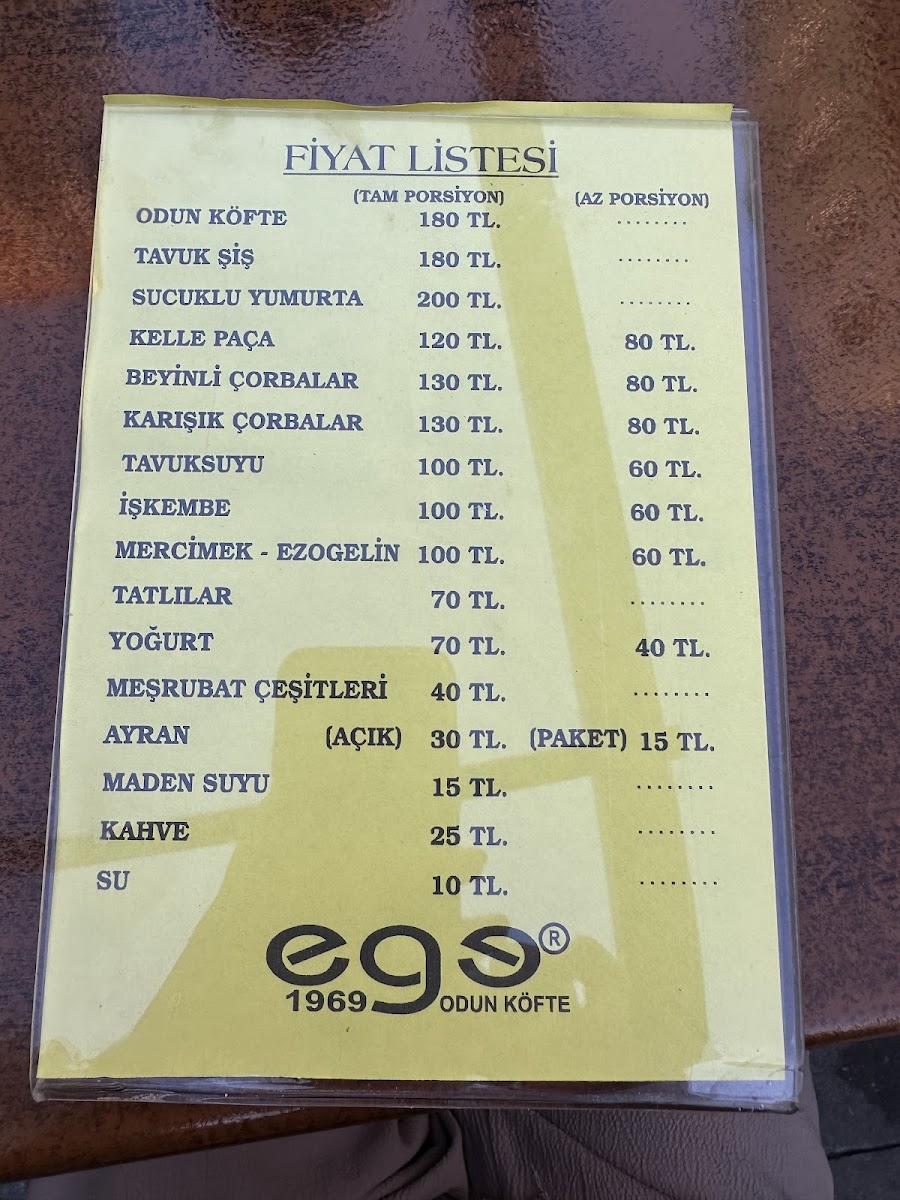 FİYAT LİSTESİ
(TAM PORSİYON) (AZ PORSİYON)
ODUN KÖFTE 180 TL. ........
TAVUK ŞİŞ 180 TL. ........
SUCUKLU YUMURTA 200 TL. ........
KELLE PAÇA 120 TL. 80 TL.
BEYİNLİ ÇORBALAR 130 TL. 80 TL.
KARIŞIK ÇORBALAR 130 TL. 80 TL.
TAVUKSUYU 100 TL. 60 TL.
İŞKEMBE 100 TL. 60 TL.
MERCİMEK - EZOGELİN 100 TL. 60 TL.
TATLILAR 70 TL. ........
YOĞURT 70 TL. 40 TL.
MEŞRUBAT ÇEŞİTLERİ 40 TL. ........
AYRAN (AÇIK) 30 TL. (PAKET) 15 TL.
MADEN SUYU 15 TL. ........
KAHVE 25 TL. ........
SU 10 TL. ........
ege®
1969 ODUN KÖFTE